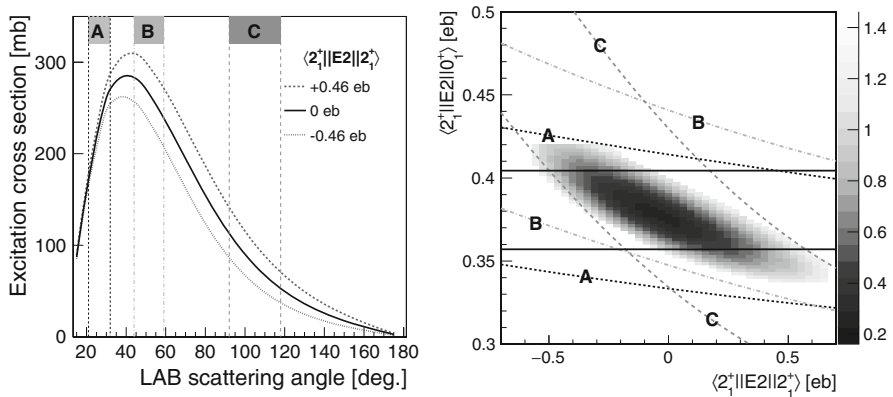 Excitation cross section [mb]
300
200
100
0
A
B
C
⟨2₁⁺||E2||2₁⁺⟩
+0.46 eb
0 eb
-0.46 eb
20 40 60 80 100 120 140 160 180
LAB scattering angle [deg.]
⟨2₁⁺||E2||0₁⁺⟩ [eb]
0.5
0.45
0.4
0.35
0.3
C
B
A
B
A
C
−0.5 0 0.5
⟨2₁⁺||E2||2₁⁺⟩ [eb]
1.4
1.2
1
0.8
0.6
0.4
0.2